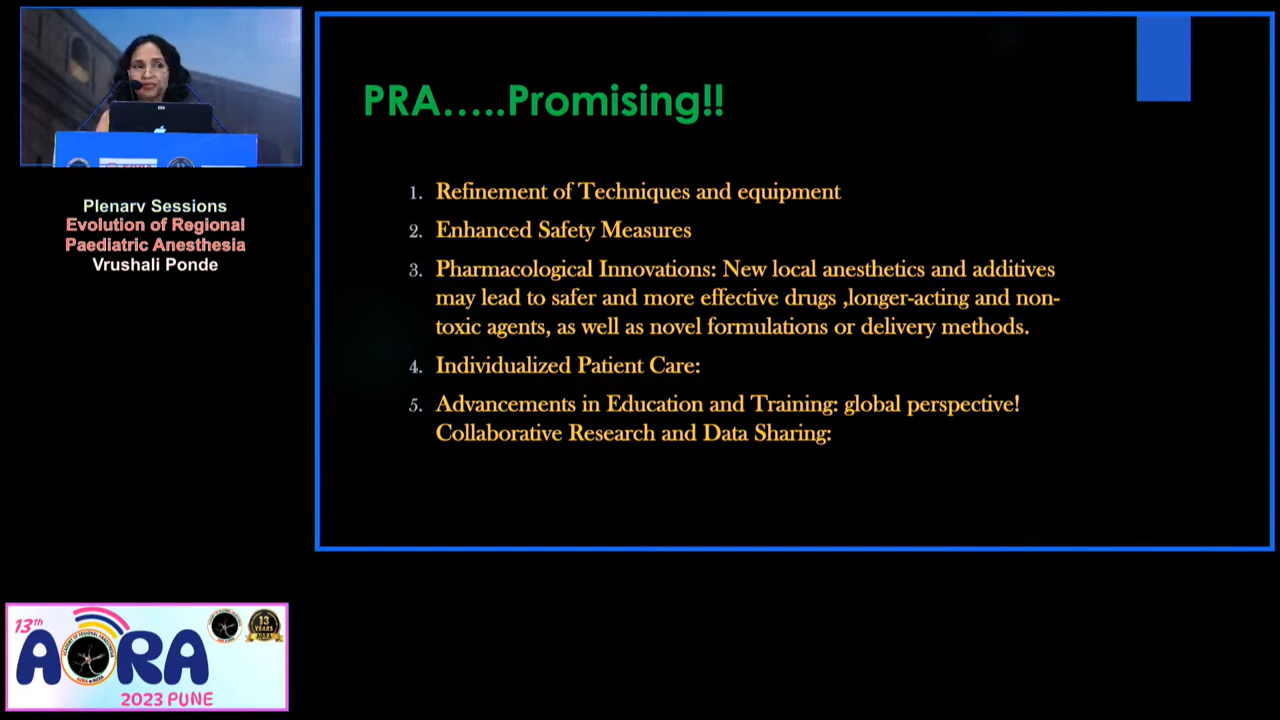 Plenary Sessions
Evolution of Regional
Paediatric Anesthesia
Vrushali Ponde
PRA.....Promising!!
1. Refinement of Techniques and equipment
2. Enhanced Safety Measures
3. Pharmacological Innovations: New local anesthetics and additives
may lead to safer and more effective drugs ,longer-acting and non-
toxic agents, as well as novel formulations or delivery methods.
4. Individualized Patient Care:
5. Advancements in Education and Training: global perspective!
Collaborative Research and Data Sharing:
13th
AORA
2023 PUNE
13
YEARS
AORA